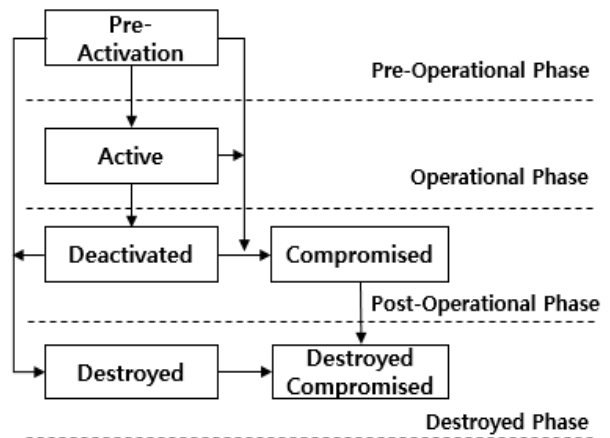 Pre-
Activation
Pre-Operational Phase
Active
Operational Phase
Deactivated
Compromised
Post-Operational Phase
Destroyed
Destroyed
Compromised
Destroyed Phase